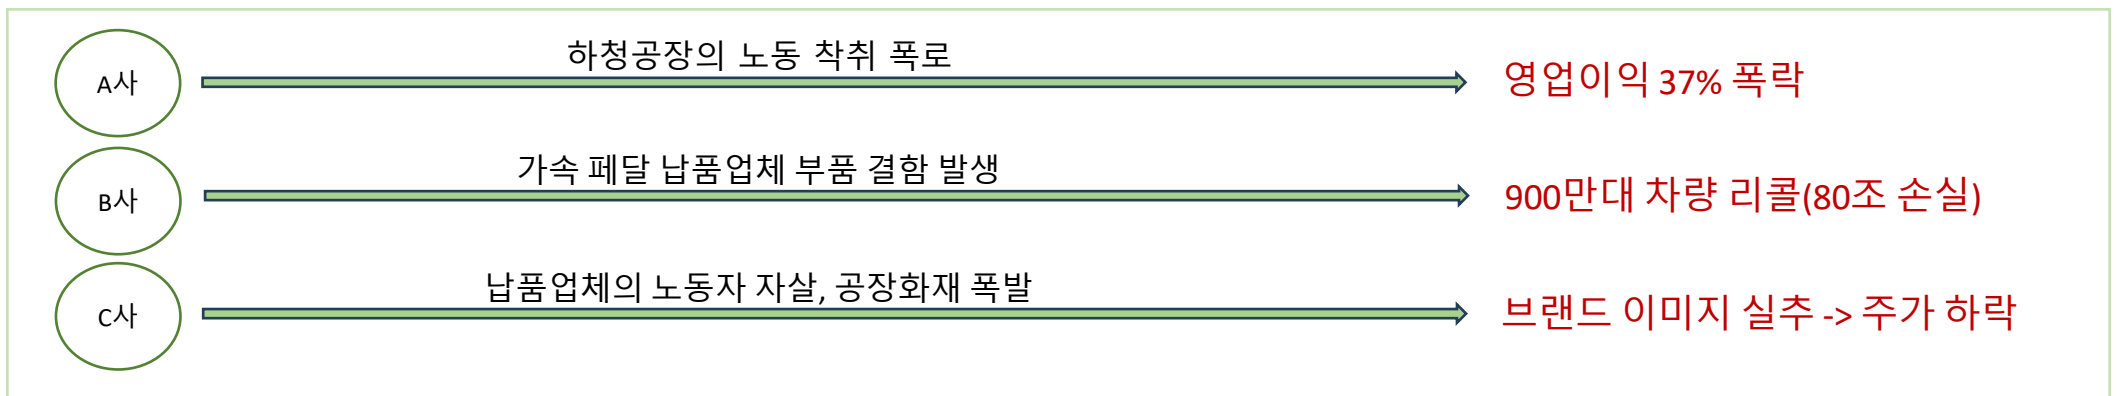 A사
하청공장의 노동 착취 폭로
영업이익 37% 폭락
B사
가속 페달 납품업체 부품 결함 발생
900만대 차량 리콜(80조 손실)
C사
납품업체의 노동자 자살, 공장화재 폭발
브랜드 이미지 실추 -> 주가 하락